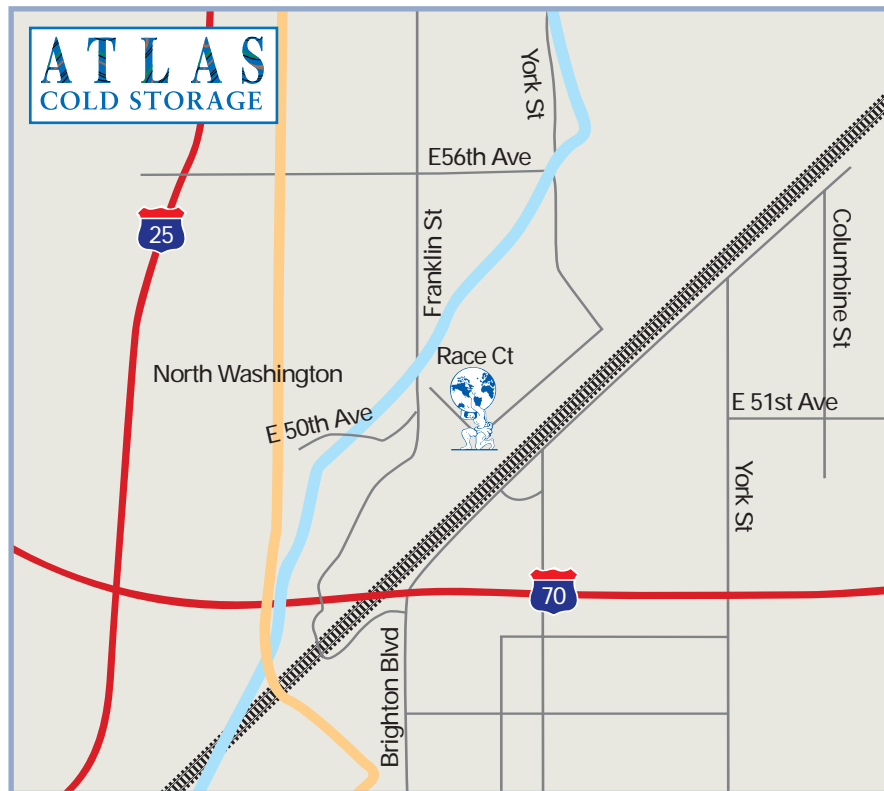 ATLAS
COLD STORAGE
York St
E56th Ave
25
Franklin St
Columbine St
Race Ct
North Washington
E 50th Ave
E 51st Ave
York St
70
Brighton Blvd